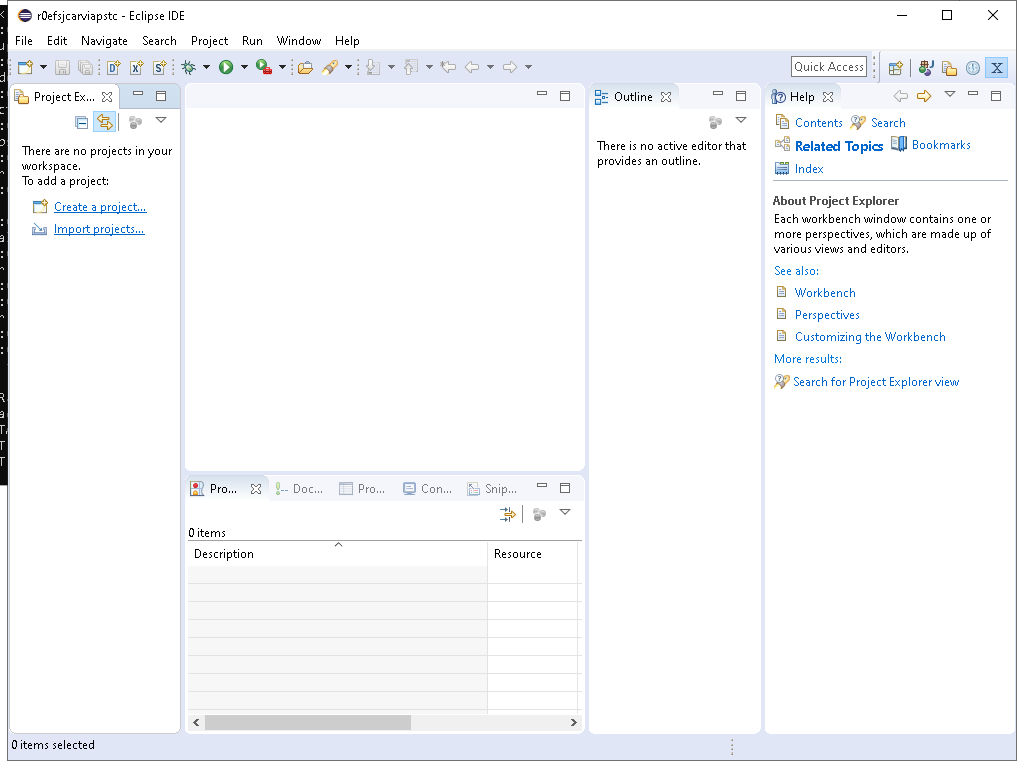 r0efsjcarviapstc - Eclipse IDE
File Edit Navigate Search Project Run Window Help
Quick Access
Project Ex...
There are no projects in your
workspace.
To add a project:
Create a project...
Import projects...
Outline
There is no active editor that
provides an outline.
Help
Contents Search
Related Topics Bookmarks
Index
About Project Explorer
Each workbench window contains one or
more perspectives, which are made up of
various views and editors.
See also:
Workbench
Perspectives
Customizing the Workbench
More results:
Search for Project Explorer view
Pro... Doc... Pro... Con... Snip...
0 items
Description Resource
0 items selected